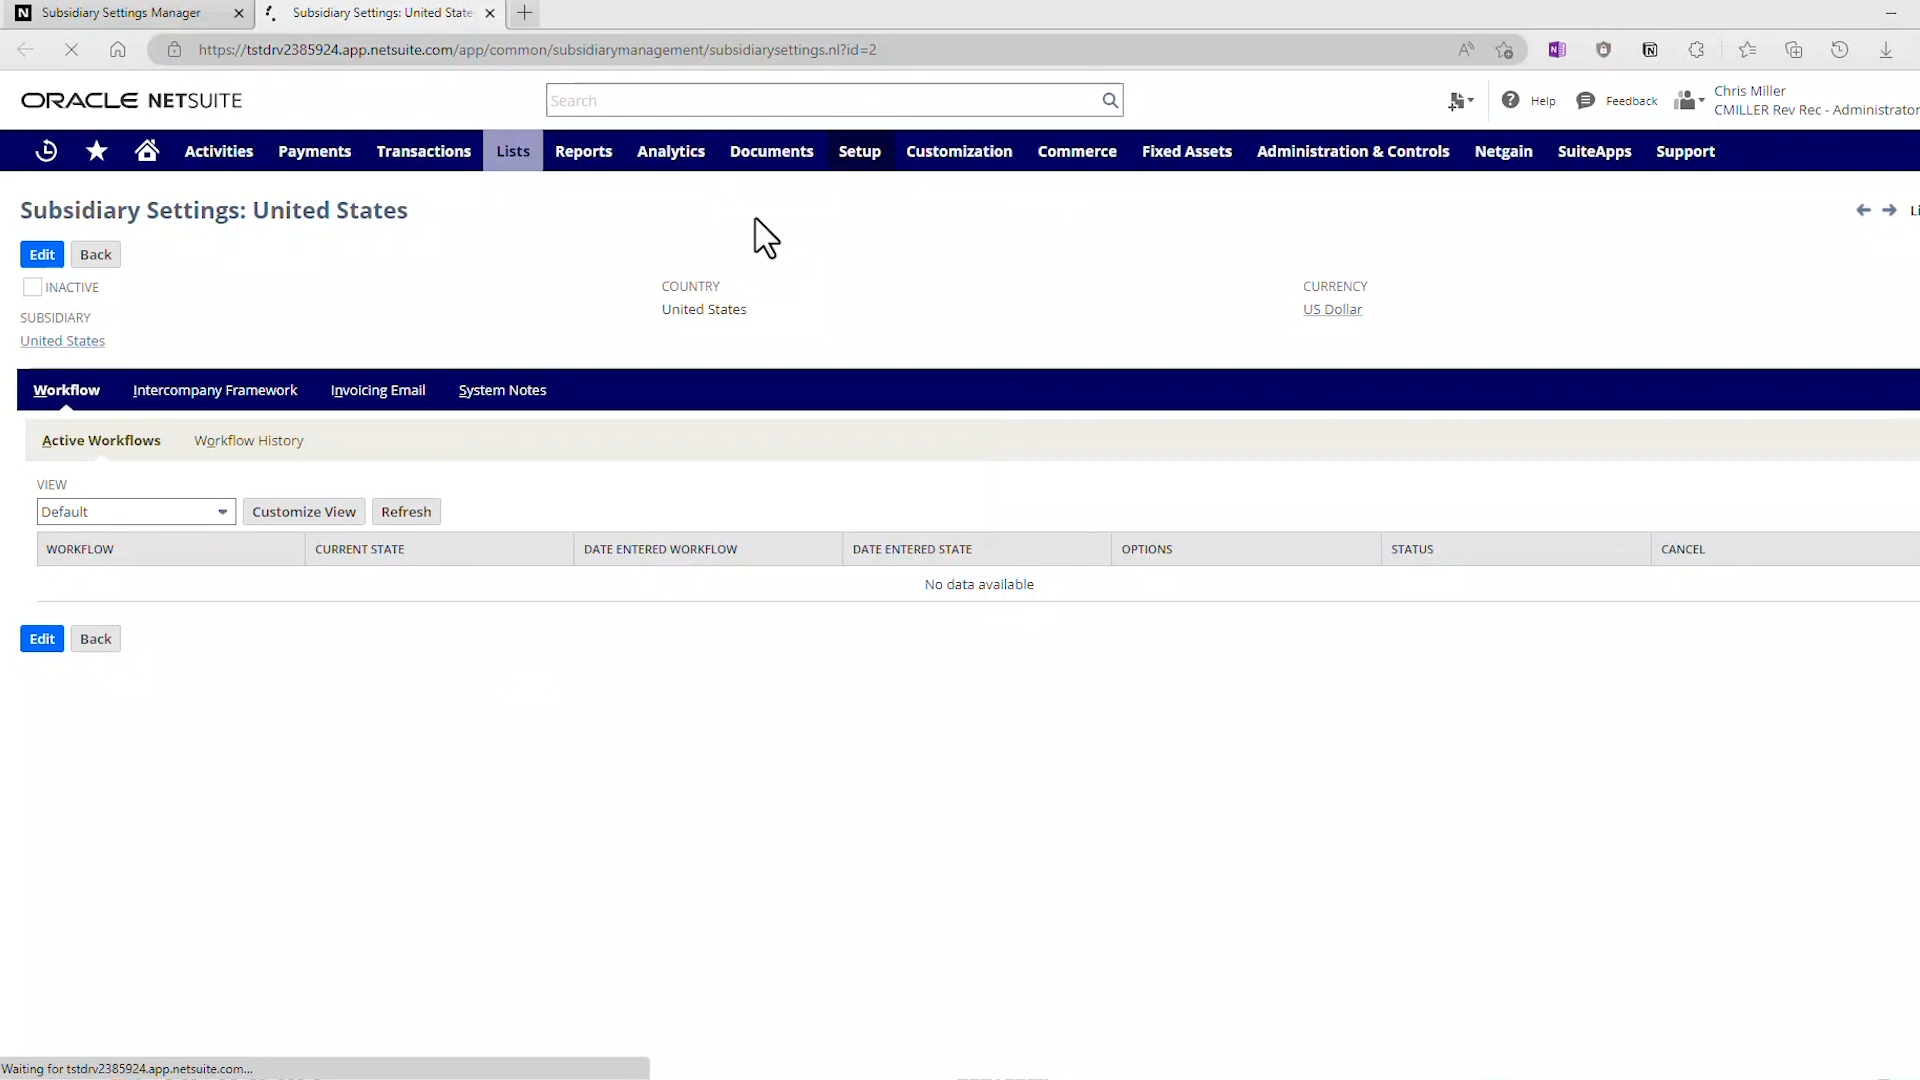 Subsidiary Settings Manager
Subsidiary Settings: United State
https://tstdrv2385924.app.netsuite.com/app/common/subsidiarymanagement/subsidiarysettings.nl?id=2
ORACLE NETSUITE
Search
Help
Feedback
Chris Miller
CMILLER Rev Rec - Administrator
Activities Payments Transactions Lists Reports Analytics Documents Setup Customization Commerce Fixed Assets Administration & Controls Netgain SuiteApps Support
Subsidiary Settings: United States
Li
Edit Back
INACTIVE
SUBSIDIARY
United States
COUNTRY
United States
CURRENCY
US Dollar
Workflow Intercompany Framework Invoicing Email System Notes
Active Workflows Workflow History
VIEW
Default Customize View Refresh
WORKFLOW CURRENT STATE DATE ENTERED WORKFLOW DATE ENTERED STATE OPTIONS STATUS CANCEL
No data available
Edit Back
Waiting for tstdrv2385924.app.netsuite.com...